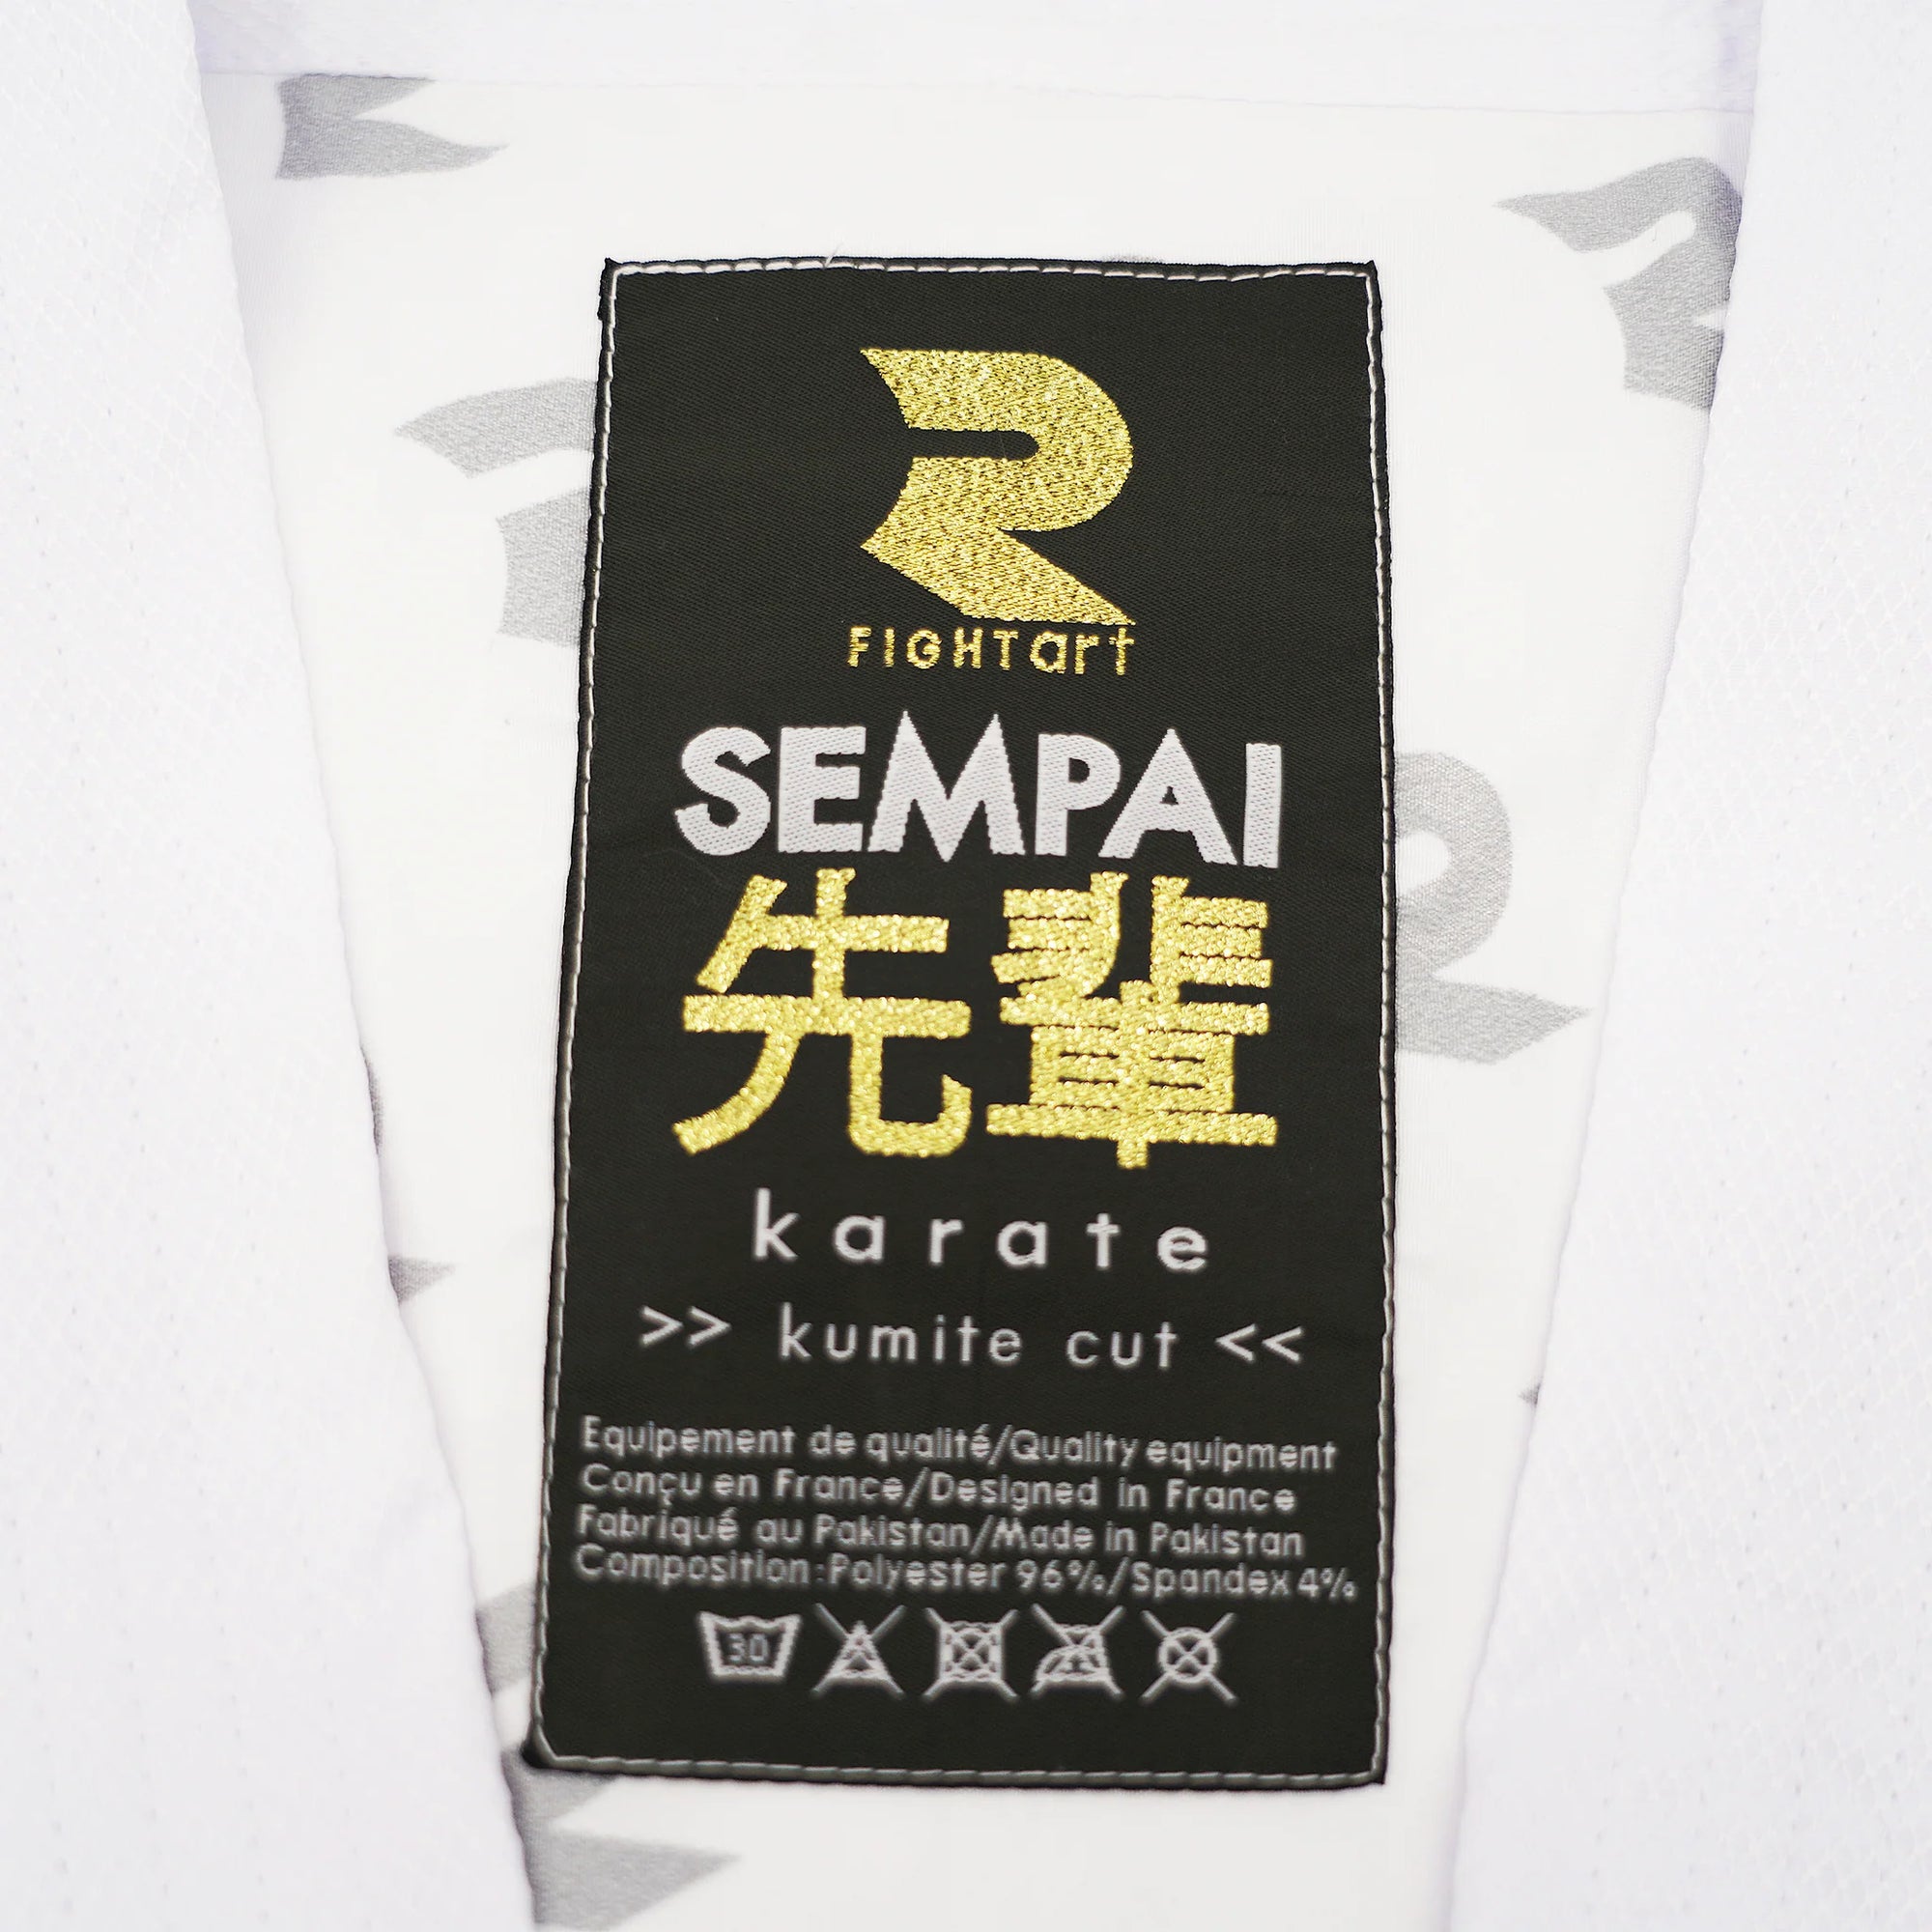 R
FIGHTart
SEMPAI
先輩
karate
>> kumite cut <<
Equipement de qualité/Quality equipment
Conçu en France/Designed in France
Fabriqué au Pakistan/Made in Pakistan
Composition:Polyester 96%/Spandex 4%
30